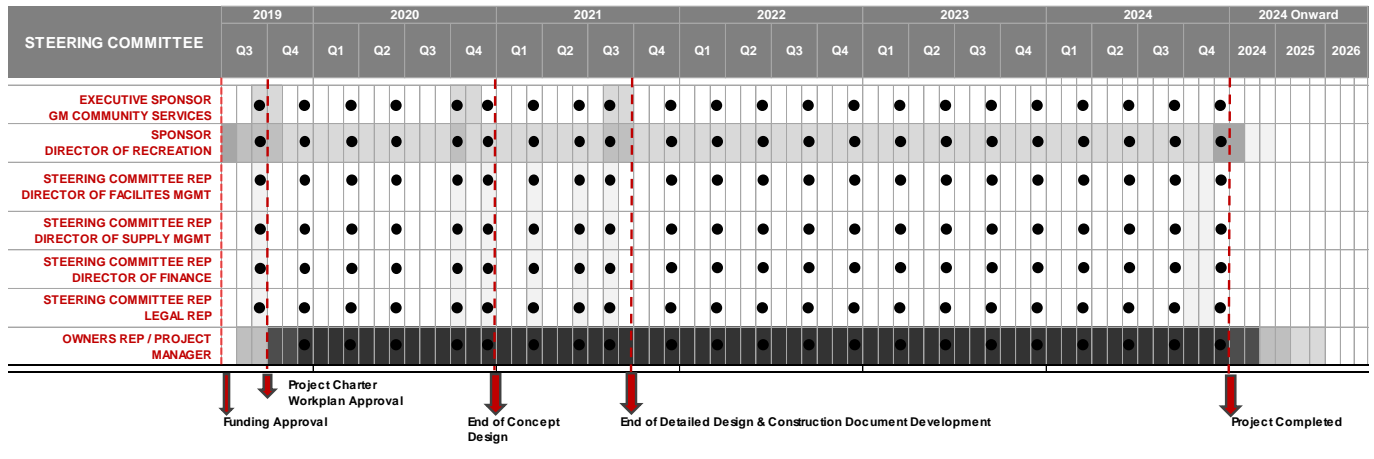 2019 2020 2021 2022 2023 2024 2024 Onward
STEERING COMMITTEE
Q3 Q4 Q1 Q2 Q3 Q4 Q1 Q2 Q3 Q4 Q1 Q2 Q3 Q4 Q1 Q2 Q3 Q4 Q1 Q2 Q3 Q4 2024 2025 2026
EXECUTIVE SPONSOR
GM COMMUNITY SERVICES
SPONSOR
DIRECTOR OF RECREATION
STEERING COMMITTEE REP
DIRECTOR OF FACILITES MGMT
STEERING COMMITTEE REP
DIRECTOR OF SUPPLY MGMT
STEERING COMMITTEE REP
DIRECTOR OF FINANCE
STEERING COMMITTEE REP
LEGAL REP
OWNERS REP / PROJECT
MANAGER
Project Charter
Workplan Approval
Funding Approval
End of Concept
Design
End of Detailed Design & Construction Document Development
Project Completed